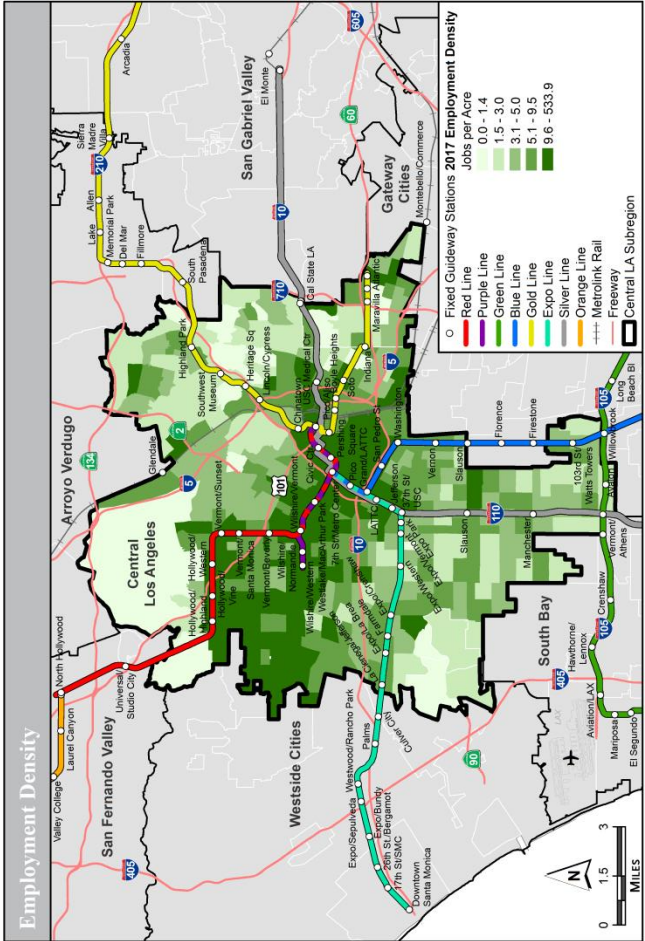 Employment Density
Arroyo Verdugo
San Fernando Valley
Central
Los Angeles
Westside Cities
San Gabriel Valley
Gateway
Cities
South Bay
134
2
5
101
405
210
10
710
60
605
5
10
110
90
405
105
105
Valley College
Laurel Canyon
North Hollywood
Universal
Studio City
Hollywood/
Highland
Hollywood/
Vine
Hollywood/
Western
Vermont/Sunset
Vermont/
Santa Monica
Vermont/Beverly
Wilshire/Vermont
Wilshire/
Normandie
Wilshire/Western
Westlake/MacArthur Park
7th Street/Metro Center
Civic Ctr
Pershing
Square
Glendale
Chinatown
Lincoln/Cypress
Heritage Sq
Southwest
Museum
Highland Park
South
Pasadena
Fillmore
Del Mar
Memorial Park
Lake
Allen
Sierra
Madre
Villa
Arcadia
El Monte
Cal State LA
USC Medical Ctr
Pico/Aliso
Boyle Heights
Soto
Indiana
Maravilla
Atlantic
Montebello/Commerce
Pico
Grand/LATTC
San Pedro St
Washington
Vernon
Slauson
Florence
Firestone
103rd St/
Watts Towers
Willowbrook
Long
Beach Bl
Avalon
Vermont/
Athens
Crenshaw
Hawthorne/
Lennox
Aviation/LAX
Mariposa
El Segundo
LATTC
Jefferson
37th St/
USC
Slauson
Manchester
Expo Park
Expo/Vermont
Expo/Western
Expo/Crenshaw
Farmdale
Expo/La Brea
La Cienega/Jefferson
Culver City
Palms
Westwood/Rancho Park
Expo/Sepulveda
Expo/Bundy
26th St./Bergamot
17th St/SMC
Downtown
Santa Monica
Fixed Guideway Stations
Red Line
Purple Line
Green Line
Blue Line
Gold Line
Expo Line
Silver Line
Orange Line
Metrolink Rail
Freeway
Central LA Subregion
2017 Employment Density
Jobs per Acre
0.0 - 1.4
1.5 - 3.0
3.1 - 5.0
5.1 - 9.5
9.6 - 533.9
N
0 1.5 3
MILES